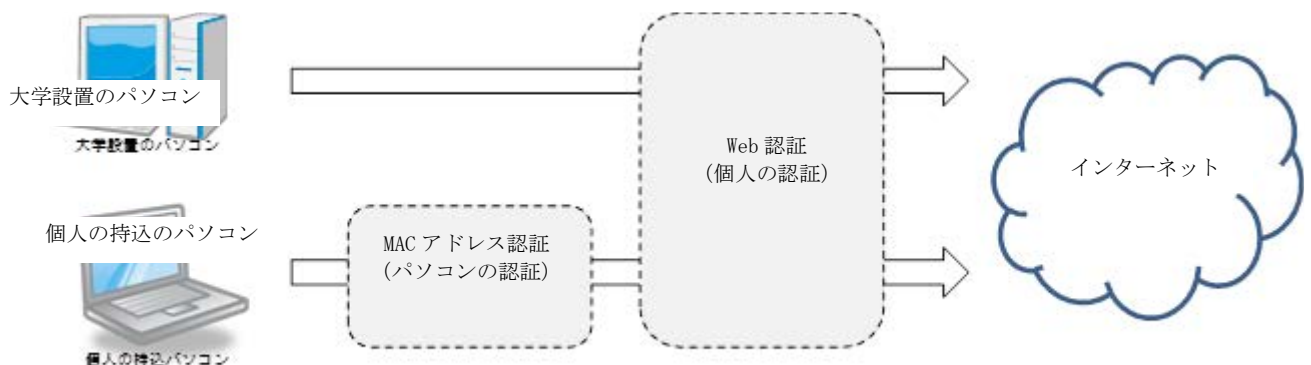 大学設置のパソコン
大学設置のパソコン
Web 認証
(個人の認証)
インターネット
個人の持込のパソコン
MAC アドレス認証
(パソコンの認証)
個人の持込パソコン